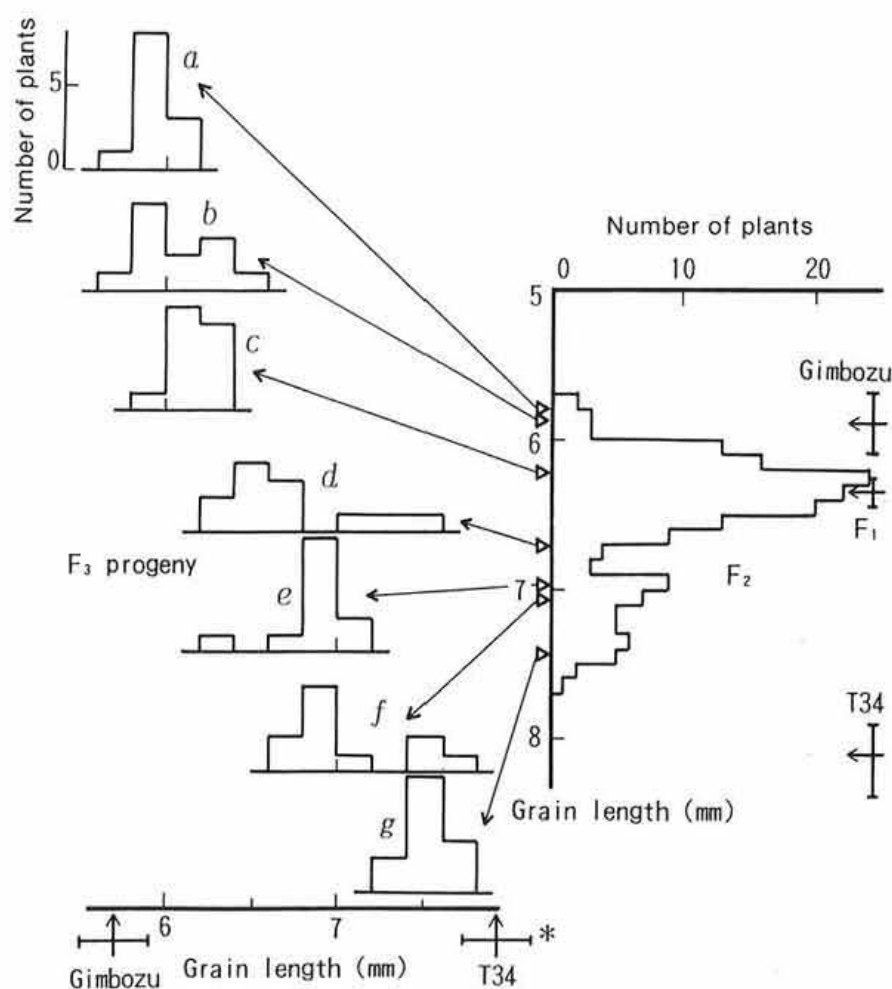 Number of plants
5
0
a
b
c
d
F₃ progeny
e
f
g
6
7
Gimbozu
Grain length (mm)
T34
*
Number of plants
0
10
20
5
Gimbozu
6
F₁
F₂
7
T34
8
Grain length (mm)